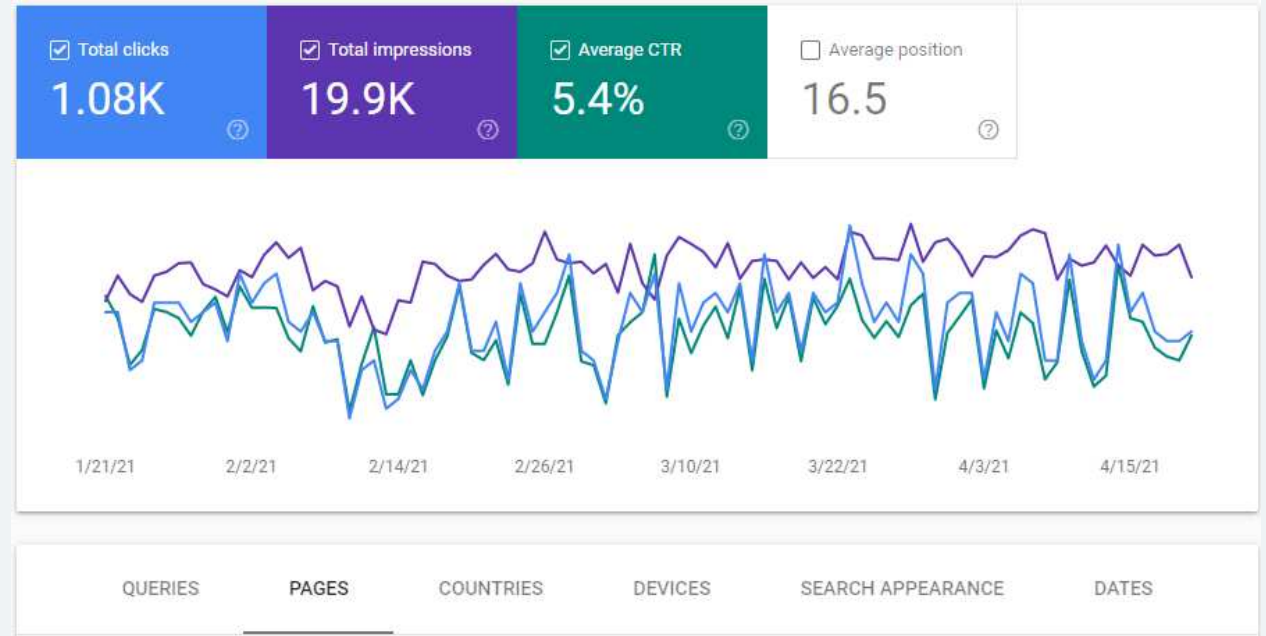 Total clicks Total impressions Average CTR Average position
1.08K 19.9K 5.4% 16.5
1/21/21 2/2/21 2/14/21 2/26/21 3/10/21 3/22/21 4/3/21 4/15/21
QUERIES PAGES COUNTRIES DEVICES SEARCH APPEARANCE DATES